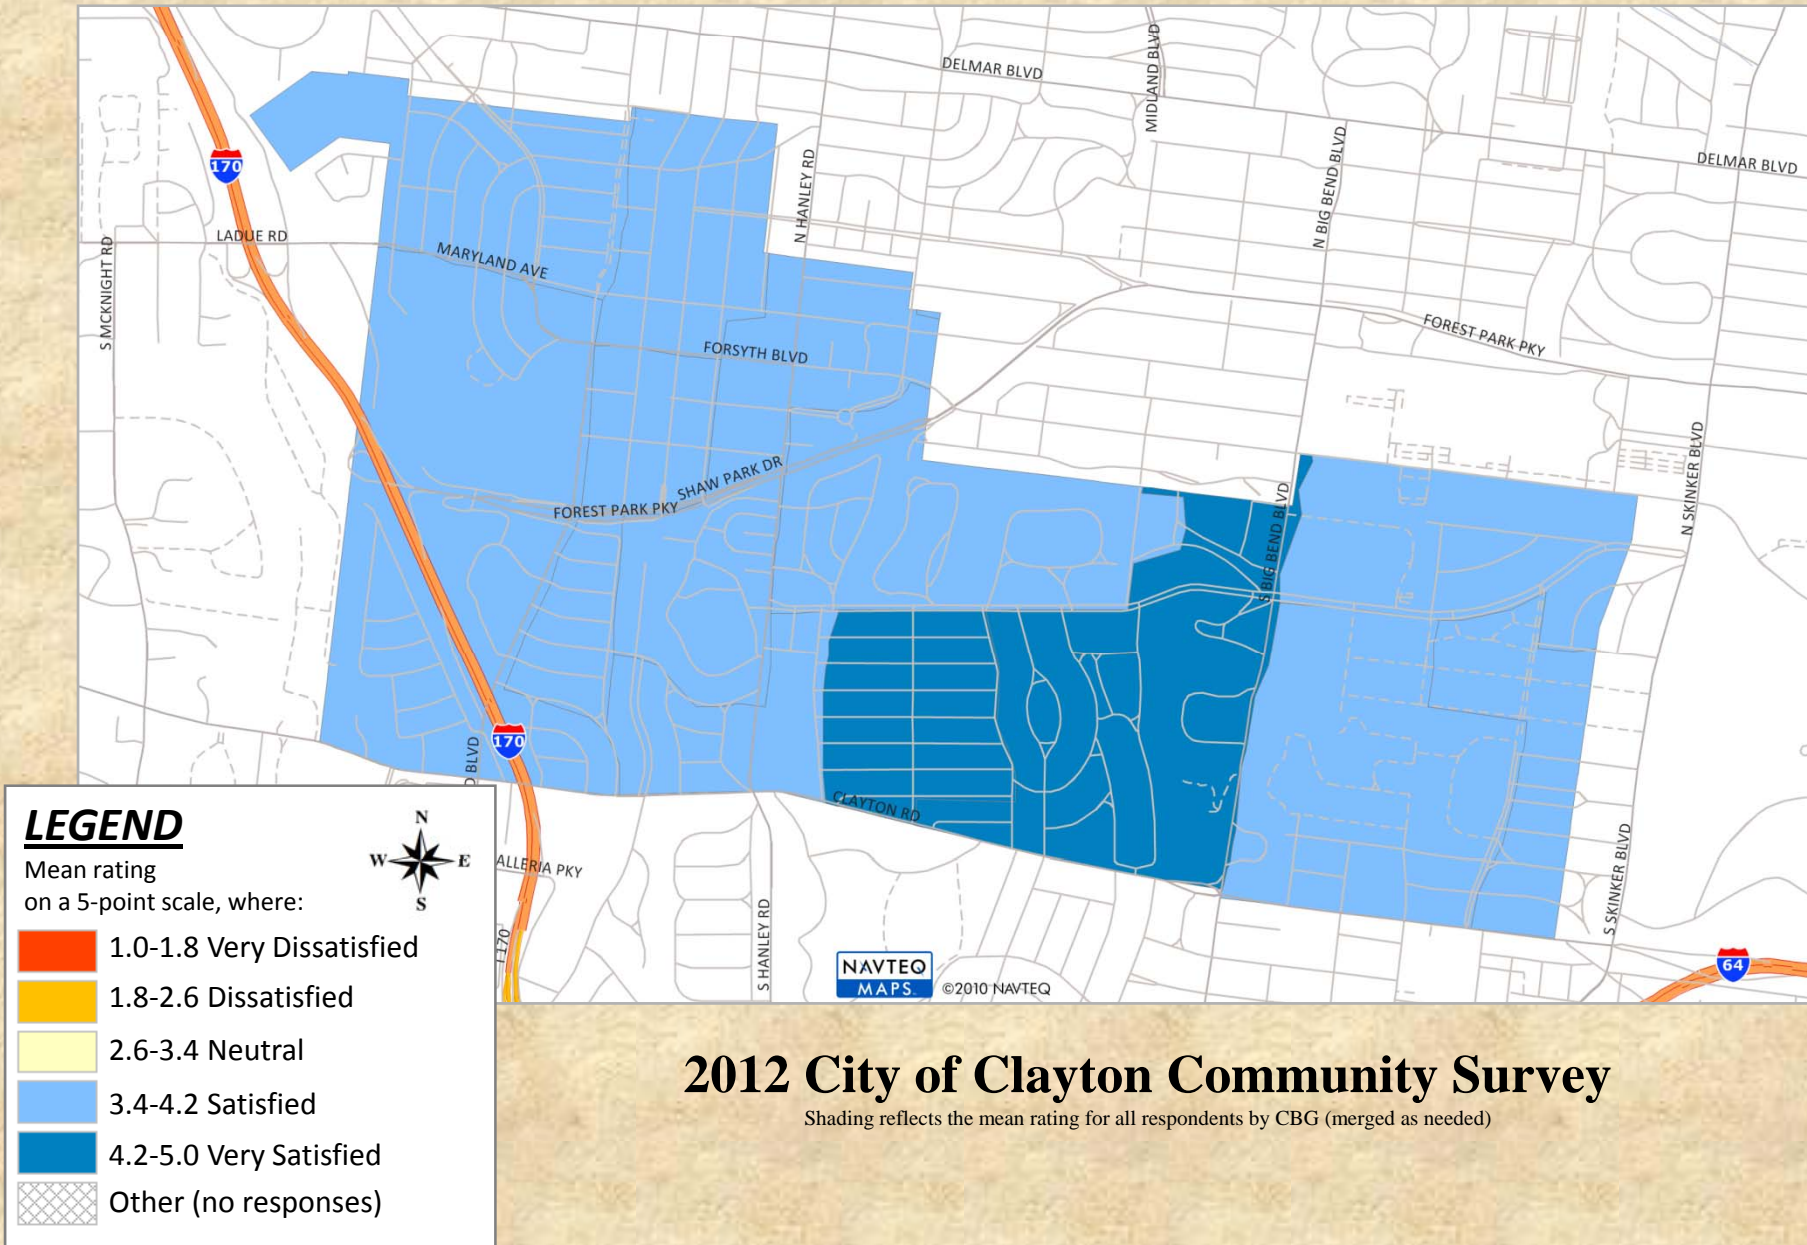 DELMAR BLVD
MIDLAND BLVD
N BIG BEND BLVD
DELMAR BLVD
170
N HANLEY RD
LADUE RD
S MCKNIGHT RD
MARYLAND AVE
FORSYTH BLVD
FOREST PARK PKY
N SKINKER BLVD
SHAW PARK DR
FOREST PARK PKY
S BIG BEND BLVD
170
D BLVD
CLAYTON RD
ALLERIA PKY
I 170
S HANLEY RD
S SKINKER BLVD
64
NAVTEQ
MAPS
©2010 NAVTEQ
LEGEND
Mean rating
on a 5-point scale, where:
N
W E
S
1.0-1.8 Very Dissatisfied
1.8-2.6 Dissatisfied
2.6-3.4 Neutral
3.4-4.2 Satisfied
4.2-5.0 Very Satisfied
Other (no responses)
2012 City of Clayton Community Survey
Shading reflects the mean rating for all respondents by CBG (merged as needed)